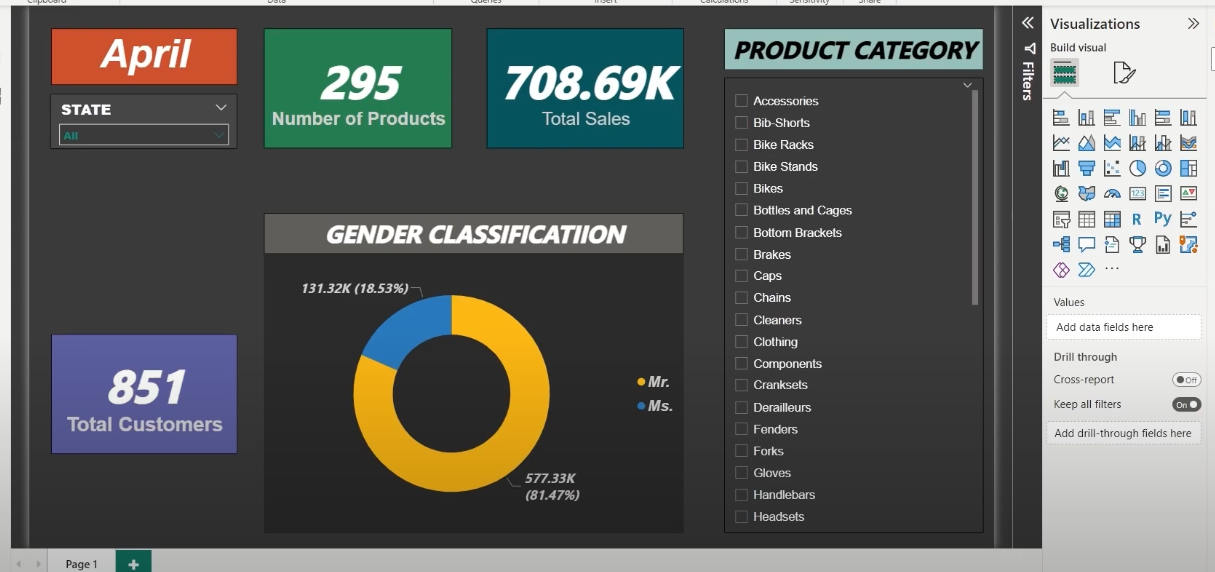 Clipboard
Data
Queries
Insert
Calculations
Sensitivity
Share
April
STATE
All
295
Number of Products
708.69K
Total Sales
PRODUCT CATEGORY
Accessories
Bib-Shorts
Bike Racks
Bike Stands
Bikes
Bottles and Cages
Bottom Brackets
Brakes
Caps
Chains
Cleaners
Clothing
Components
Cranksets
Derailleurs
Fenders
Forks
Gloves
Handlebars
Headsets
GENDER CLASSIFICATIION
131.32K (18.53%)
Mr.
Ms.
577.33K
(81.47%)
851
Total Customers
Filters
Visualizations
Build visual
123
R
Py
Values
Add data fields here
Drill through
Cross-report
Off
Keep all filters
On
Add drill-through fields here
Page 1